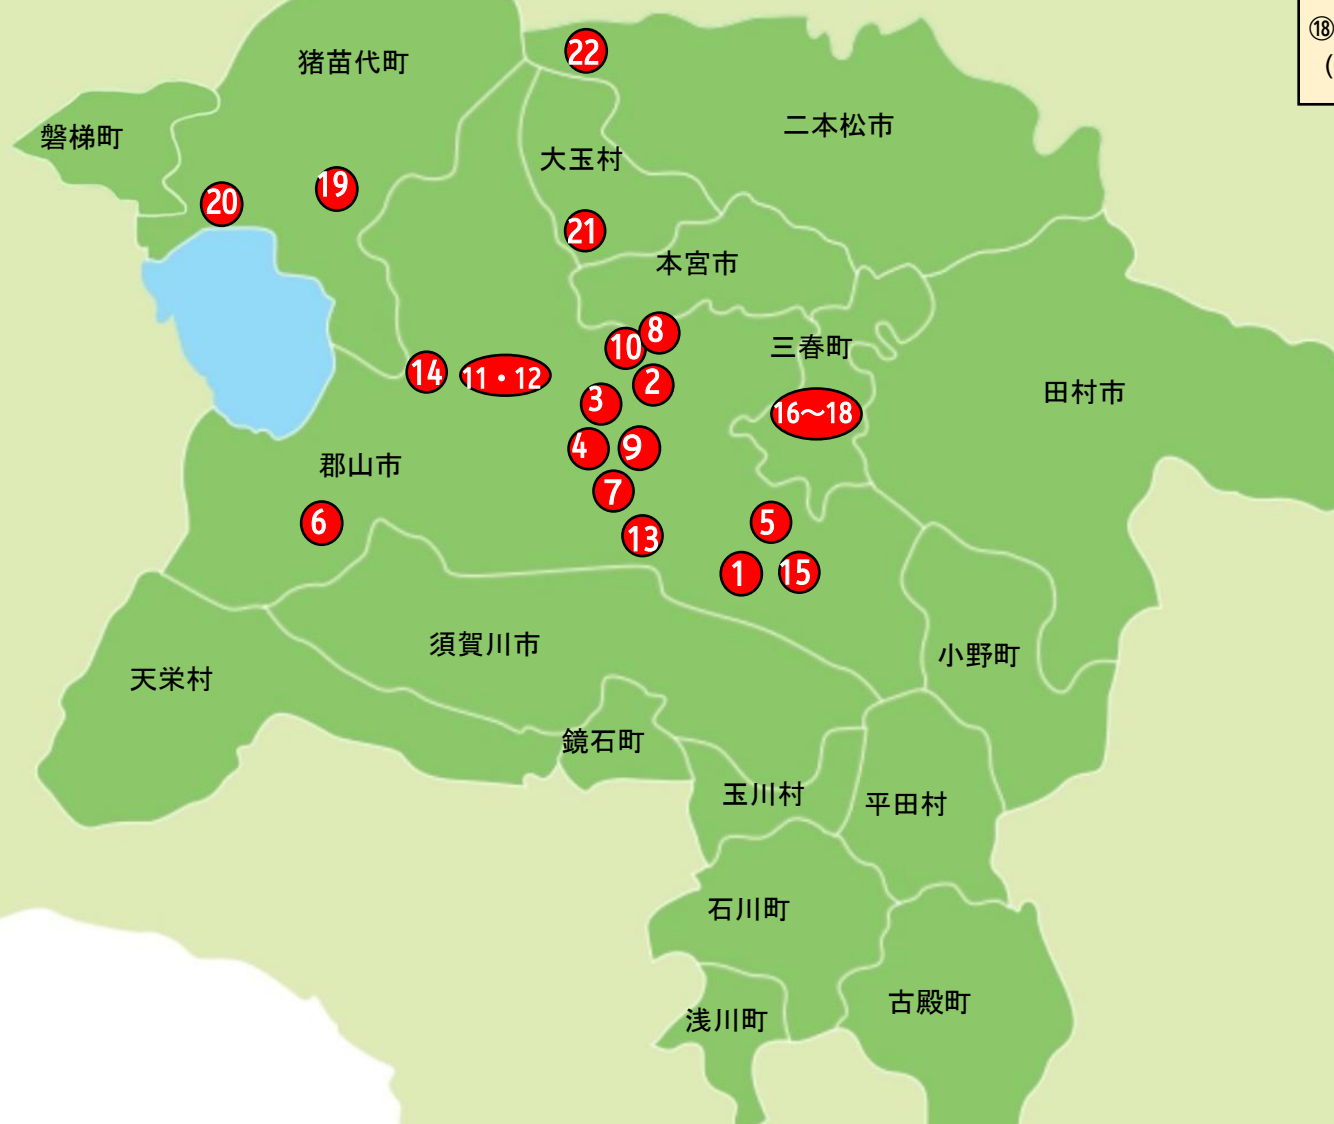 ⑱
(
22
猪苗代町
二本松市
磐梯町
大玉村
19
20
21
本宮市
8
10
三春町
14
11・12
2
田村市
3
16～18
4
9
郡山市
7
6
5
13
1
15
須賀川市
小野町
天栄村
鏡石町
玉川村
平田村
石川町
古殿町
浅川町